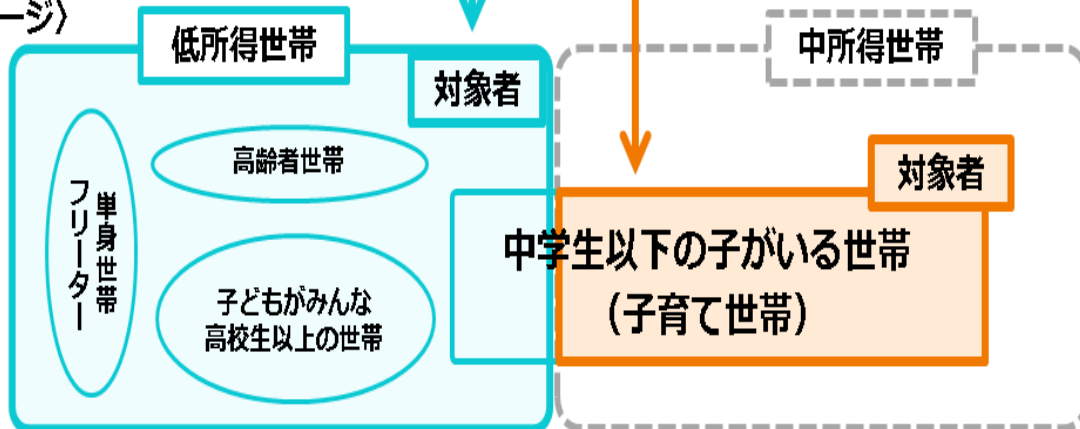 ージ〉
低所得世帯
中所得世帯
対象者
高齢者世帯
対象者
単身世帯
フリーター
中学生以下の子がいる世帯
（子育て世帯）
子どもがみんな
高校生以上の世帯